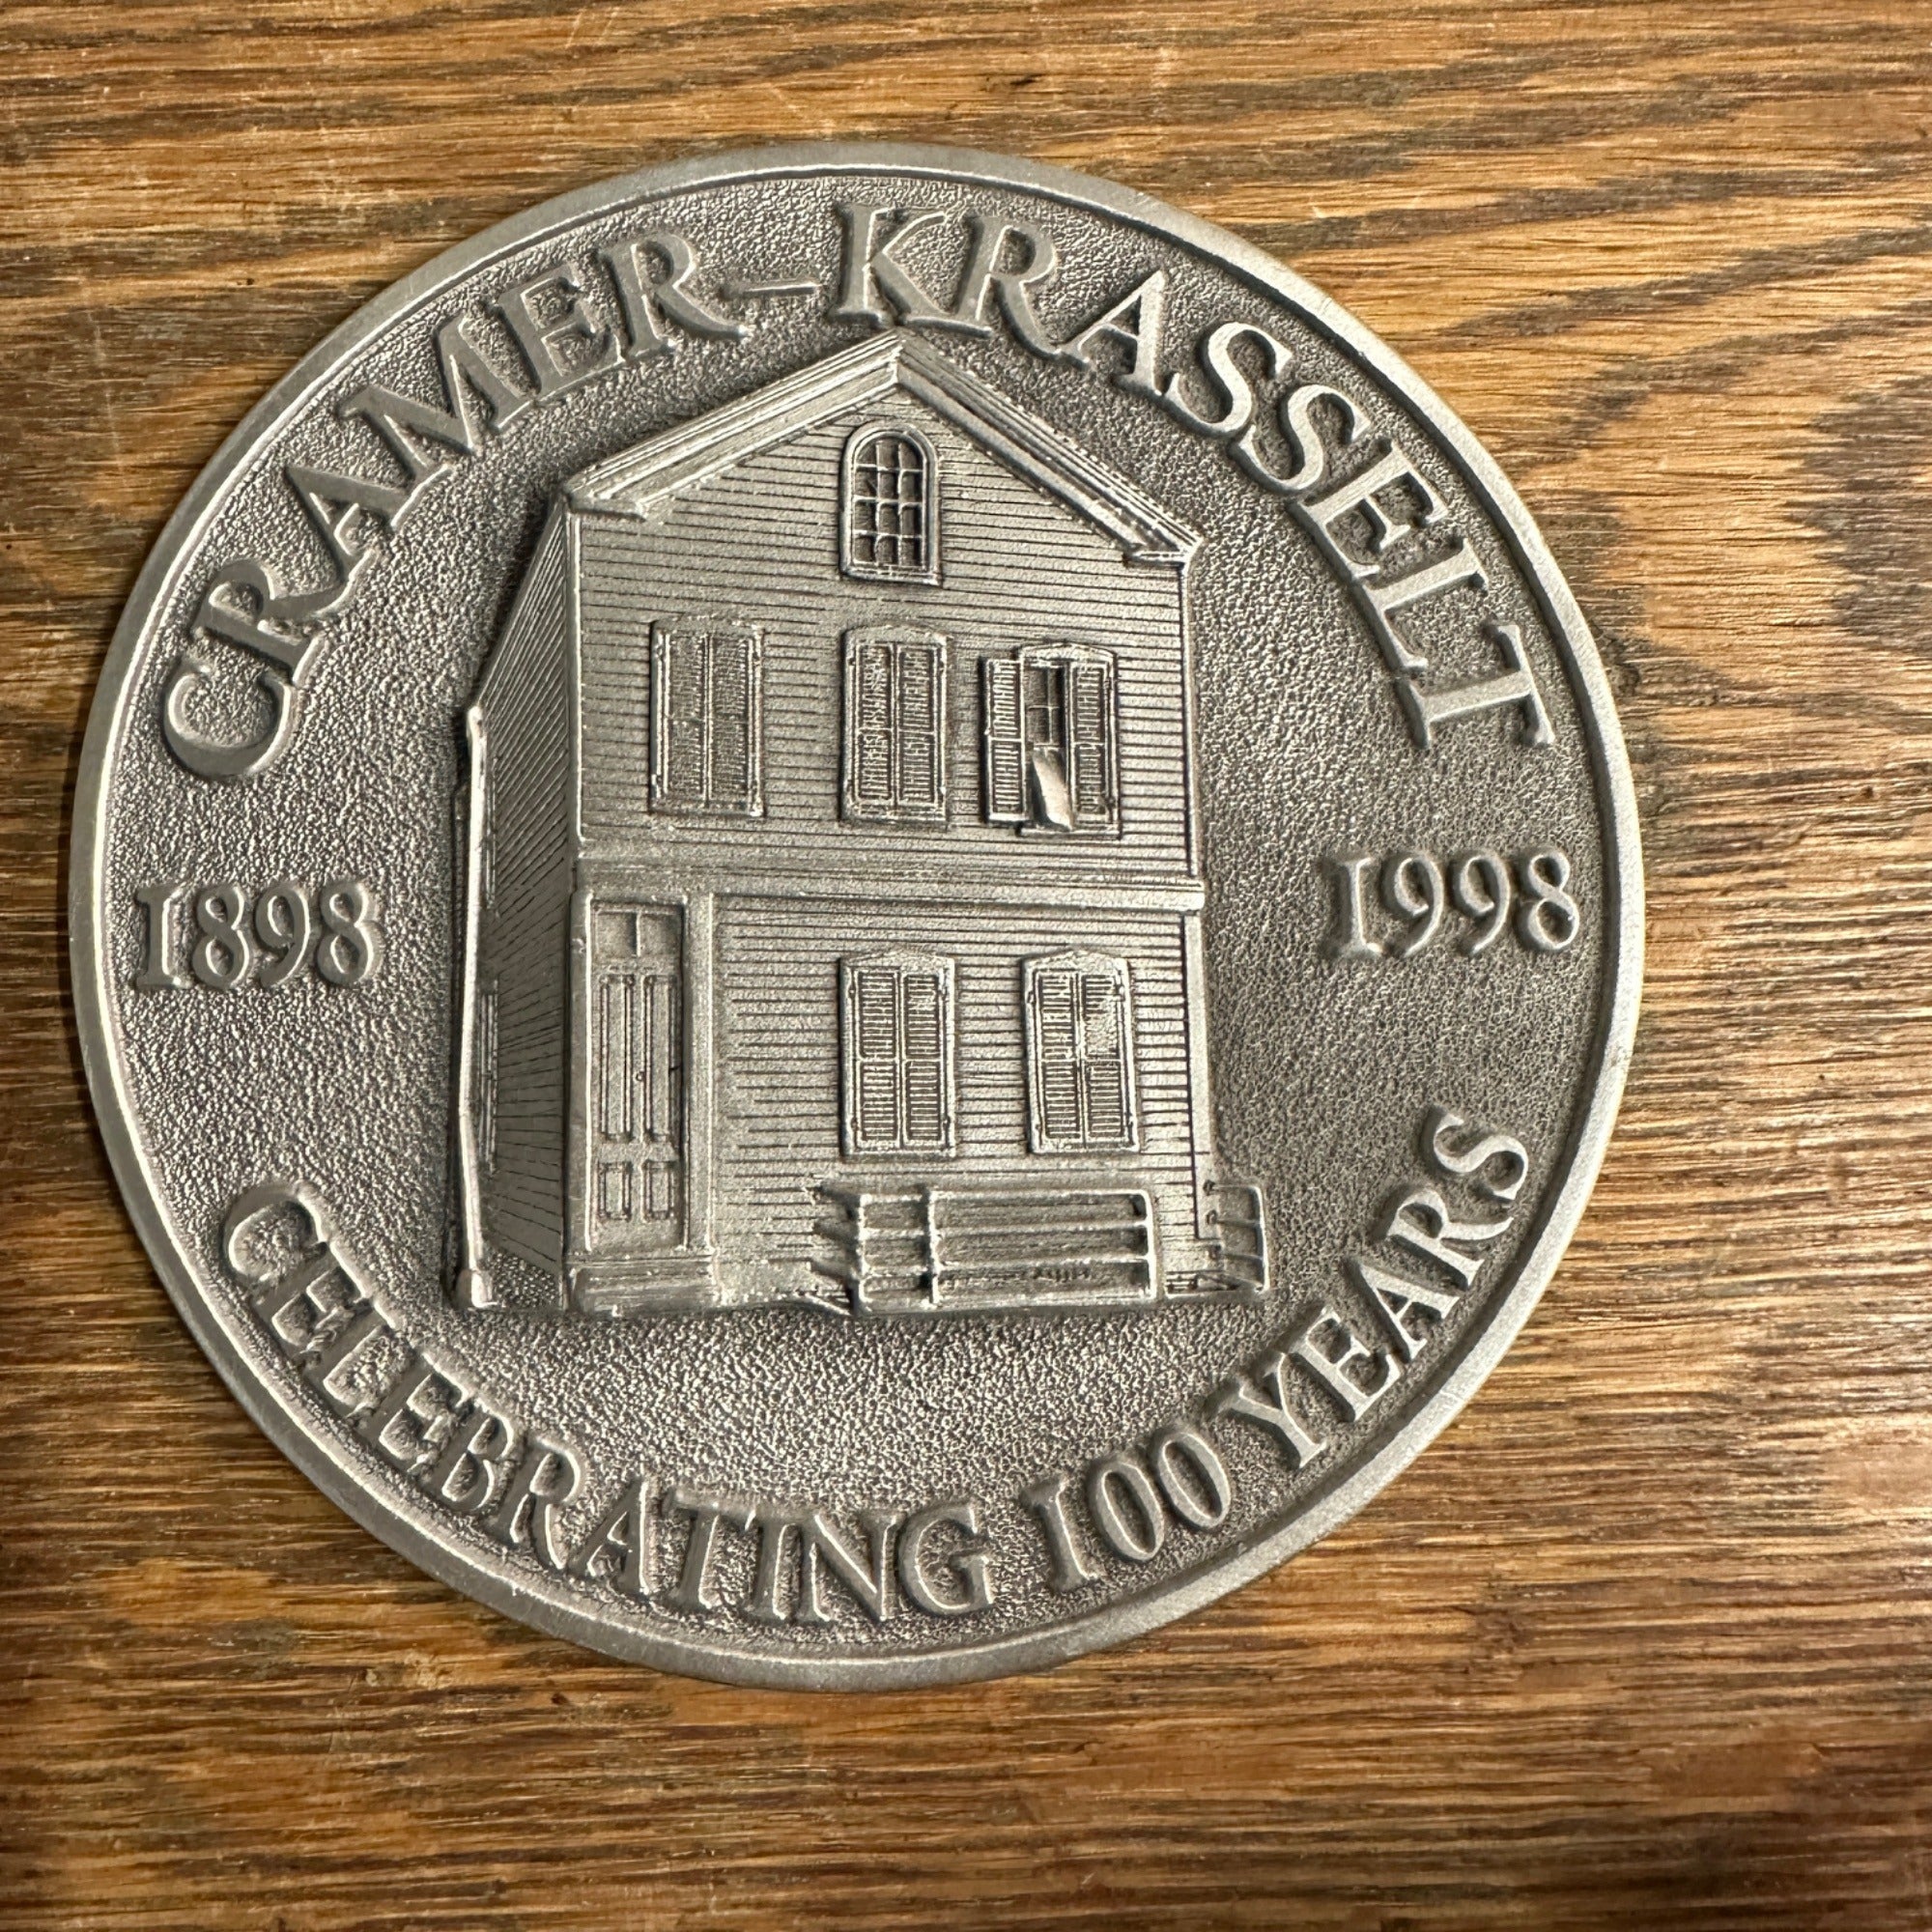 CRAMER-KRASSELT
1898
1998
CELEBRATING 100 YEARS